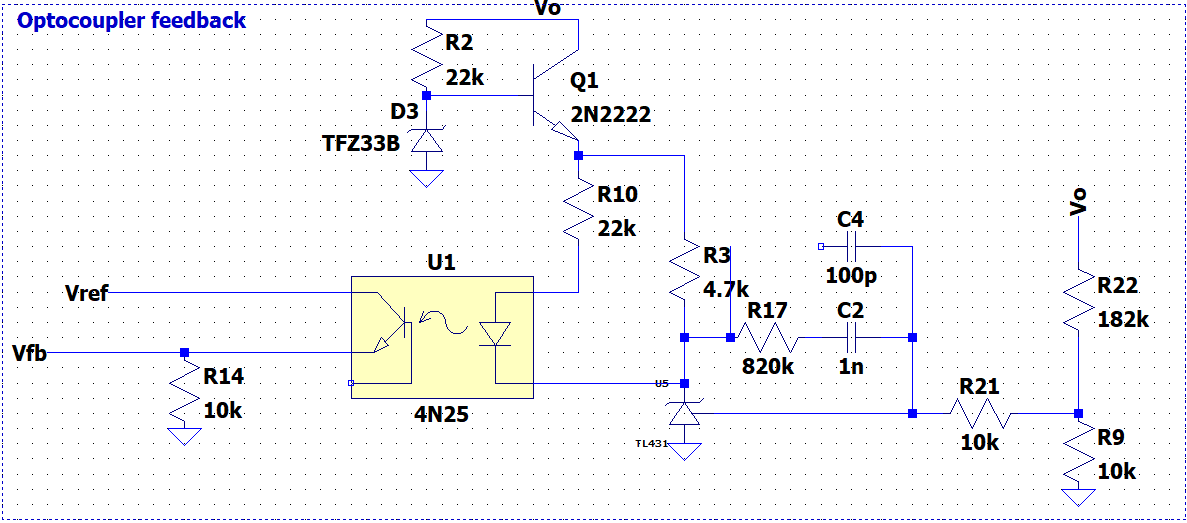 Optocoupler feedback
Vo
R2
22k
Q1
2N2222
D3
TFZ33B
R10
22k
Vo
C4
100p
R3
4.7k
U1
Vref
R22
182k
R17
820k
C2
1n
Vfb
R14
10k
U5
R21
10k
4N25
TL431
R9
10k